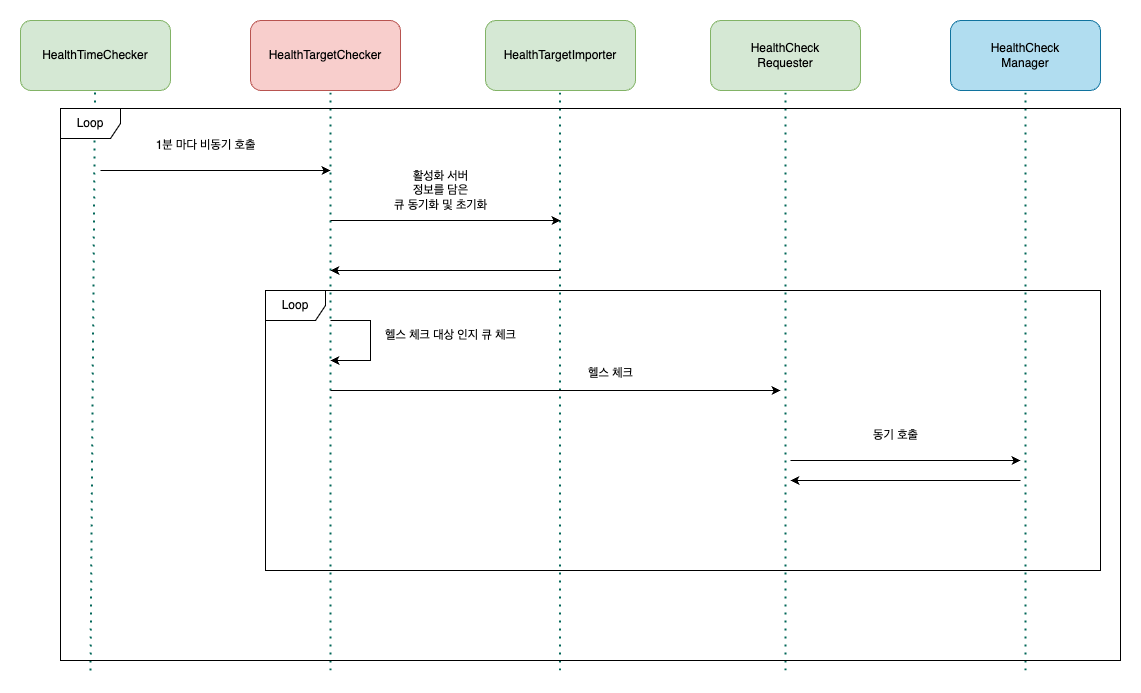 HealthTimeChecker
HealthTargetChecker
HealthTargetImporter
HealthCheck
Requester
HealthCheck
Manager
Loop
1분 마다 비동기 호출
활성화 서버
정보를 담은
큐 동기화 및 초기화
Loop
헬스 체크 대상 인지 큐 체크
헬스 체크
동기 호출